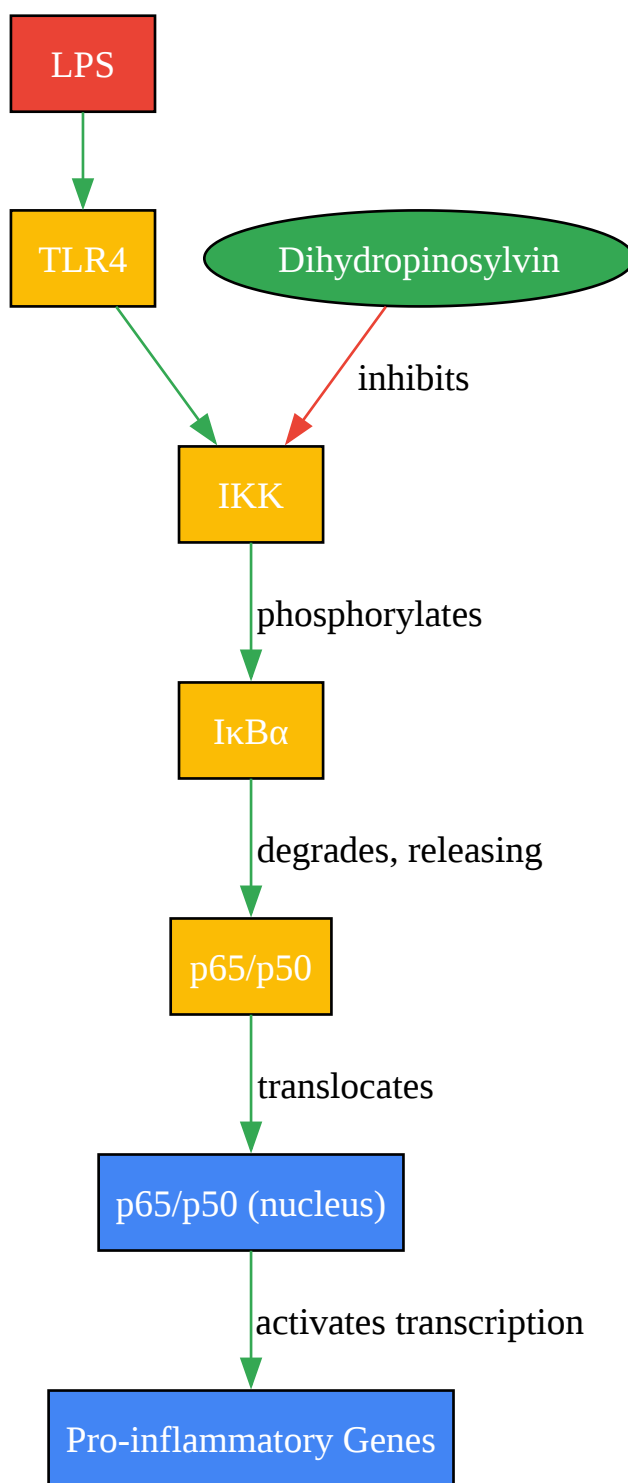 LPS
TLR4
Dihydropinosylvin
inhibits
IKK
phosphorylates
IκBα
degrades, releasing
p65/p50
translocates
p65/p50 (nucleus)
activates transcription
Pro-inflammatory Genes